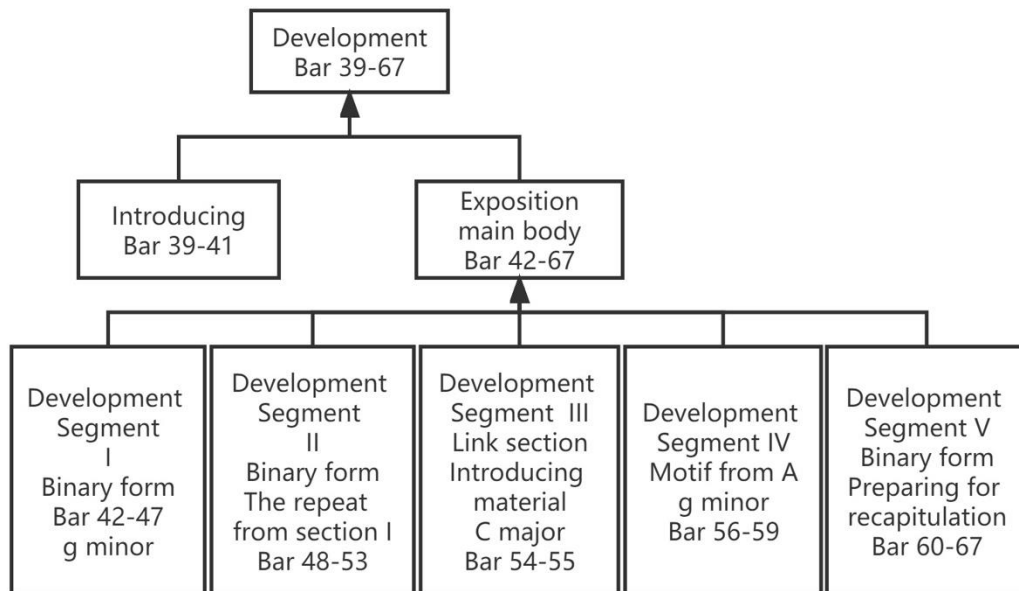 Development
Bar 39-67
Introducing
Bar 39-41
Exposition
main body
Bar 42-67
Development
Segment
I
Binary form
Bar 42-47
g minor
Development
Segment
II
Binary form
The repeat
from section I
Bar 48-53
Development
Segment III
Link section
Introducing
material
C major
Bar 54-55
Development
Segment IV
Motif from A
g minor
Bar 56-59
Development
Segment V
Binary form
Preparing for
recapitulation
Bar 60-67